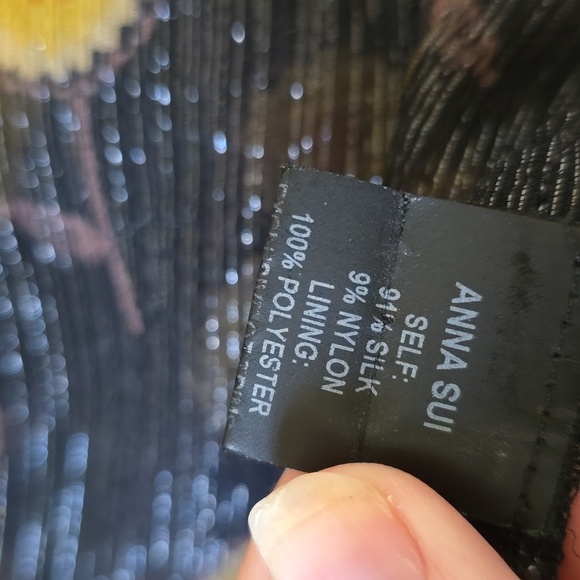 ANNA SUI
SELF:
91% SILK
9% NYLON
LINING:
100% POLYESTER